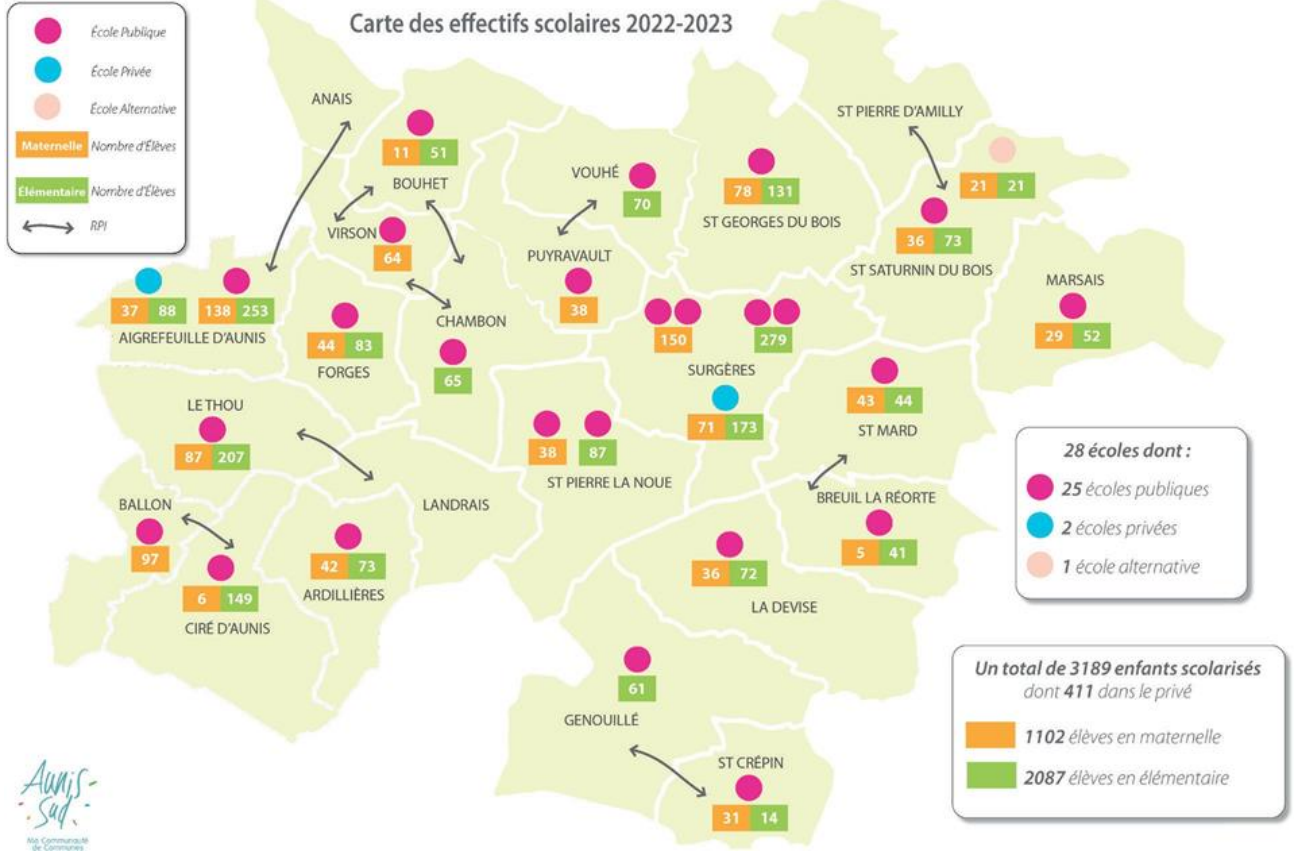 Carte des effectifs scolaires 2022-2023
École Publique
École Privée
École Alternative
Maternelle Nombre d'Élèves
Élémentaire Nombre d'Élèves
RPI
ANAIS
11 51
BOUHET
VIRSON
64
VOUHÉ
70
PUYRAVAULT
38
78 131
ST GEORGES DU BOIS
ST PIERRE D'AMILLY
21 21
36 73
ST SATURNIN DU BOIS
MARSAIS
29 52
37 88 138 253
AIGREFEUILLE D'AUNIS
44 83
FORGES
CHAMBON
65
150 279
SURGÈRES
71 173
43 44
ST MARD
LE THOU
87 207
38 87
ST PIERRE LA NOUE
LANDRAIS
BREUIL LA RÉORTE
5 41
BALLON
97
6 149
CIRÉ D'AUNIS
42 73
ARDILLIÈRES
36 72
LA DEVISE
61
GENOUILLÉ
ST CRÉPIN
31 14
28 écoles dont :
25 écoles publiques
2 écoles privées
1 école alternative
Un total de 3189 enfants scolarisés
dont 411 dans le privé
1102 élèves en maternelle
2087 élèves en élémentaire
Aunis
Sud
Ma Communauté
de Communes